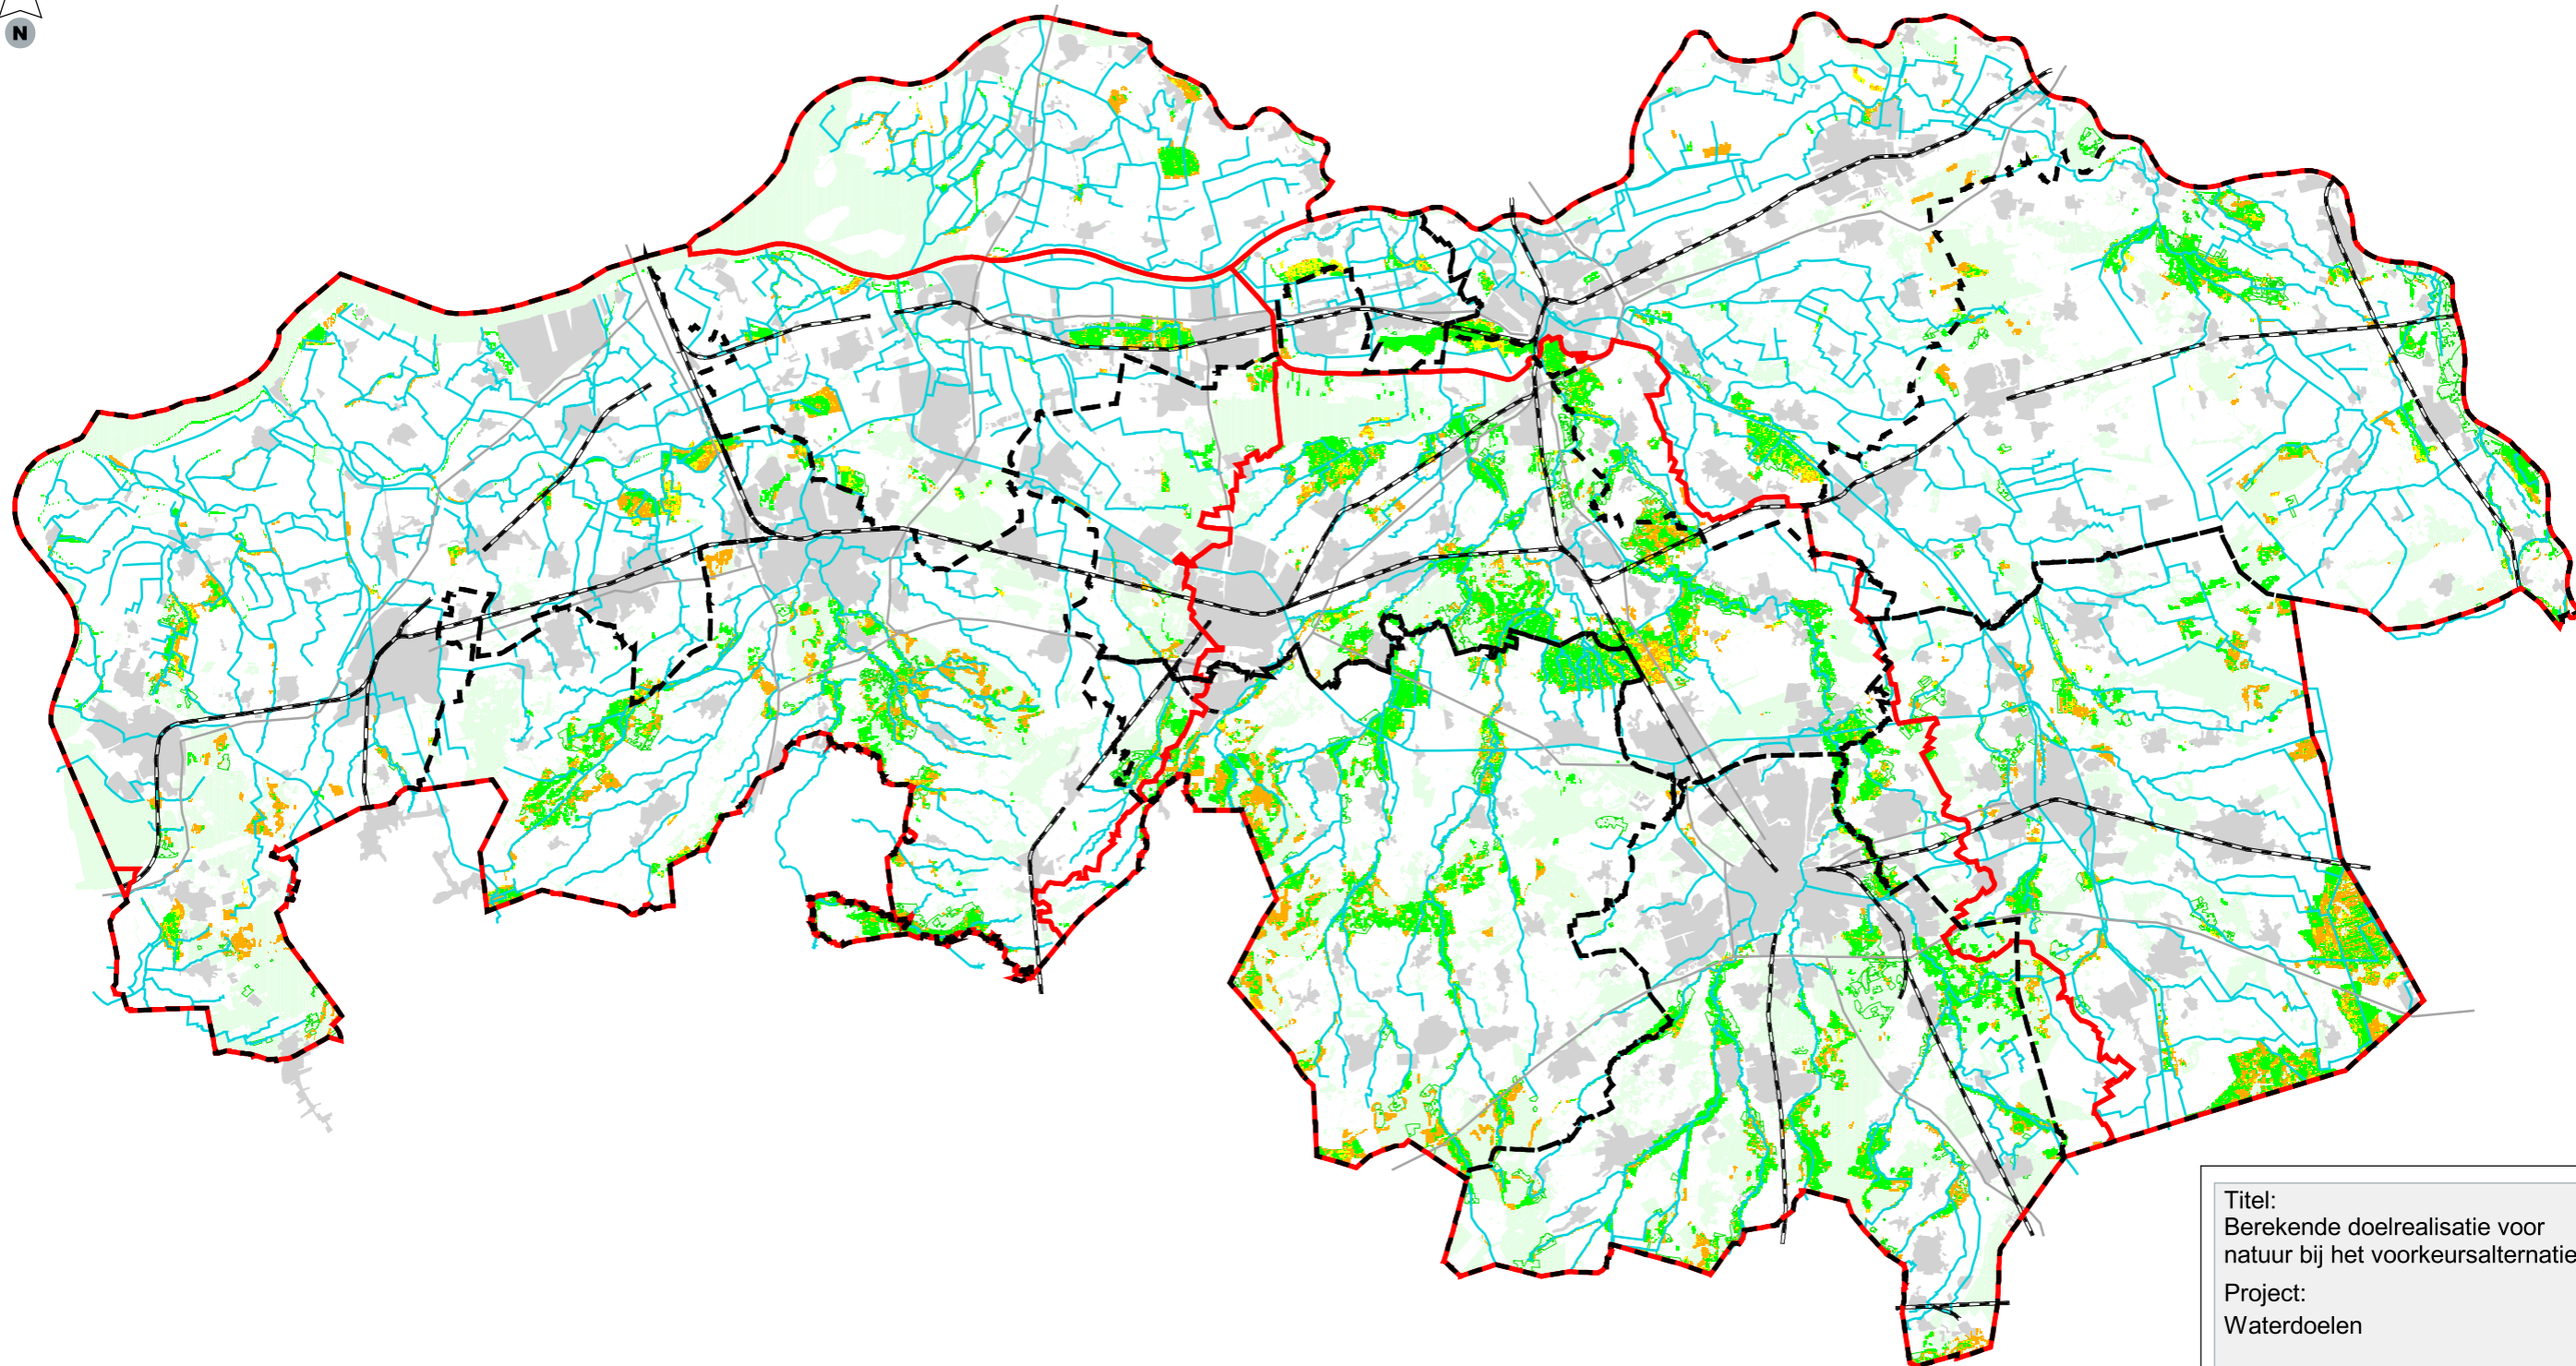 N
Titel:
Berekende doelrealisatie voor
natuur bij het voorkeursalternatie
Project:
Waterdoelen